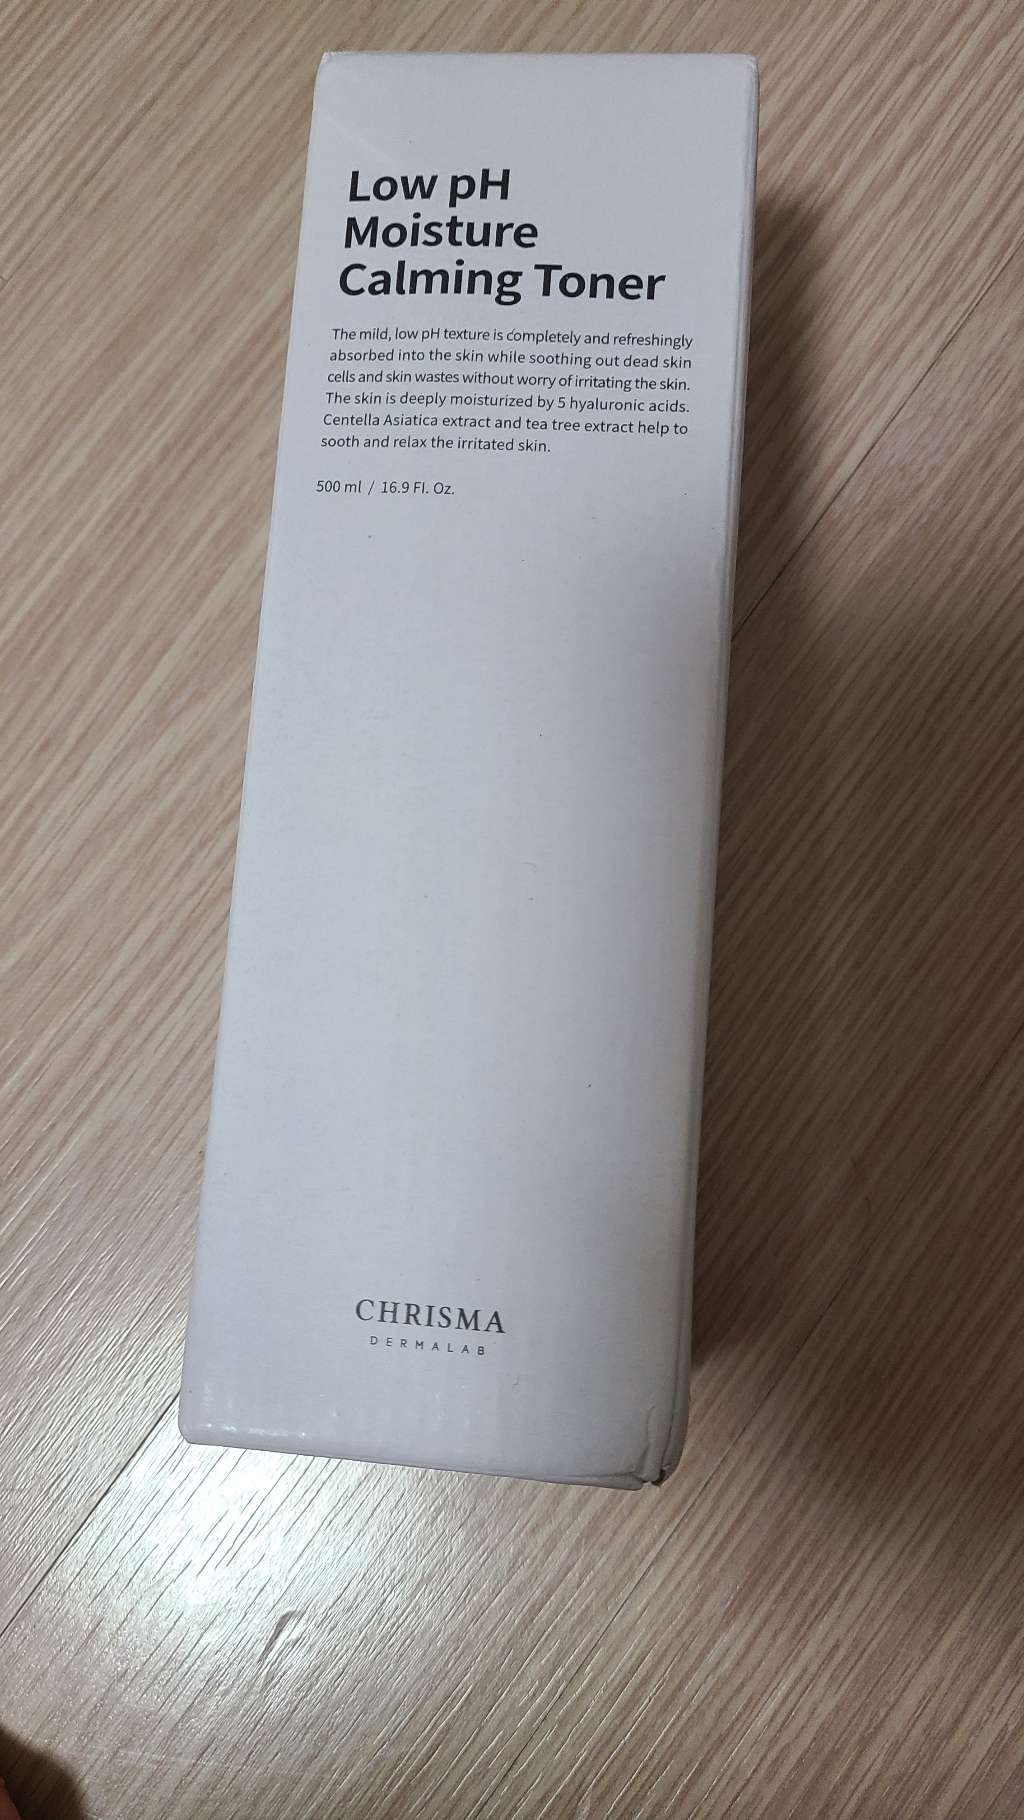 Low pH
Moisture
Calming Toner
The mild, low pH texture is completely and refreshingly
absorbed into the skin while soothing out dead skin
cells and skin wastes without worry of irritating the skin.
The skin is deeply moisturized by 5 hyaluronic acids.
Centella Asiatica extract and tea tree extract help to
sooth and relax the irritated skin.
500 ml / 16.9 Fl. Oz.
CHRISMA
DERMALAB